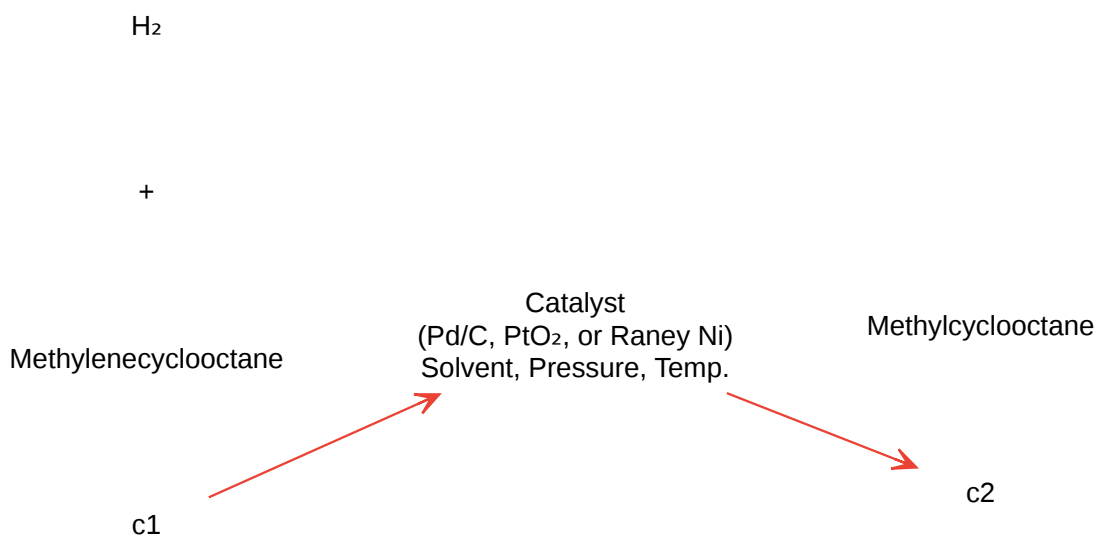 H₂
+
Methylenecyclooctane
c1
Catalyst
(Pd/C, PtO₂, or Raney Ni)
Solvent, Pressure, Temp.
Methylcyclooctane
c2